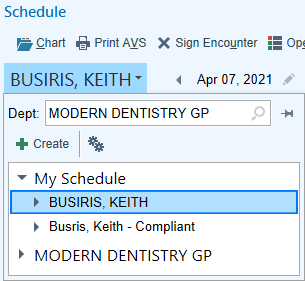 Schedule
Chart Print AVS Sign Encounter Ope
BUSIRIS, KEITH Apr 07, 2021
Dept: MODERN DENTISTRY GP
Create
My Schedule
BUSIRIS, KEITH
Busris, Keith - Compliant
MODERN DENTISTRY GP